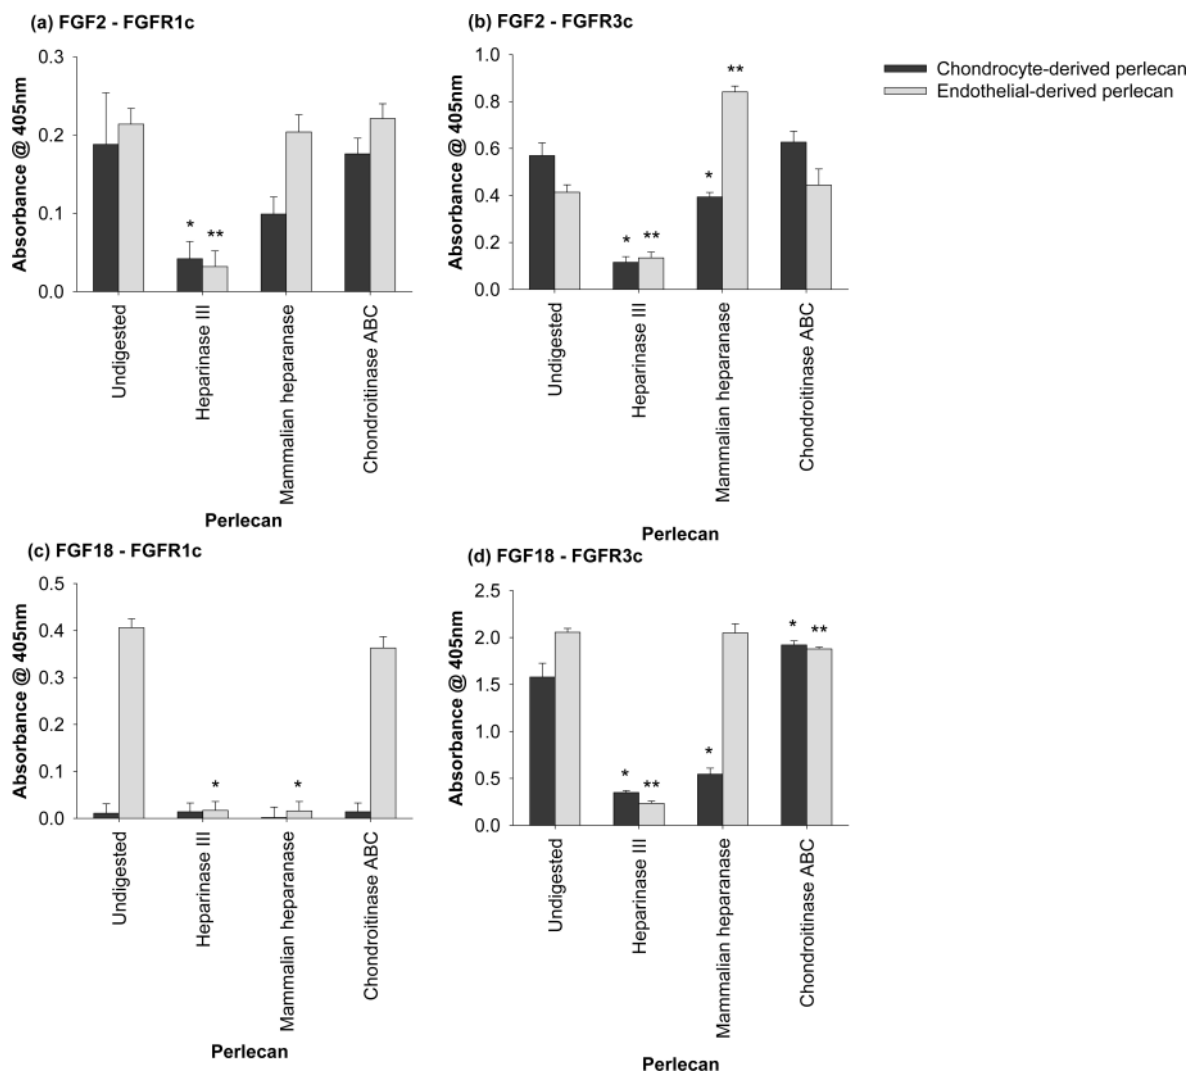 (a) FGF2 - FGFR1c
Absorbance @ 405nm
0.3
0.2
0.1
0.0
*
**
Undigested
Heparinase III
Mammalian heparanase
Chondroitinase ABC
Perlecan
(b) FGF2 - FGFR3c
Absorbance @ 405nm
1.0
0.8
0.6
0.4
0.2
0.0
*
**
*
**
Undigested
Heparinase III
Mammalian heparanase
Chondroitinase ABC
Perlecan
Chondrocyte-derived perlecan
Endothelial-derived perlecan
(c) FGF18 - FGFR1c
Absorbance @ 405nm
0.5
0.4
0.3
0.2
0.1
0.0
*
*
Undigested
Heparinase III
Mammalian heparanase
Chondroitinase ABC
Perlecan
(d) FGF18 - FGFR3c
Absorbance @ 405nm
2.5
2.0
1.5
1.0
0.5
0.0
*
**
*
*
**
Undigested
Heparinase III
Mammalian heparanase
Chondroitinase ABC
Perlecan